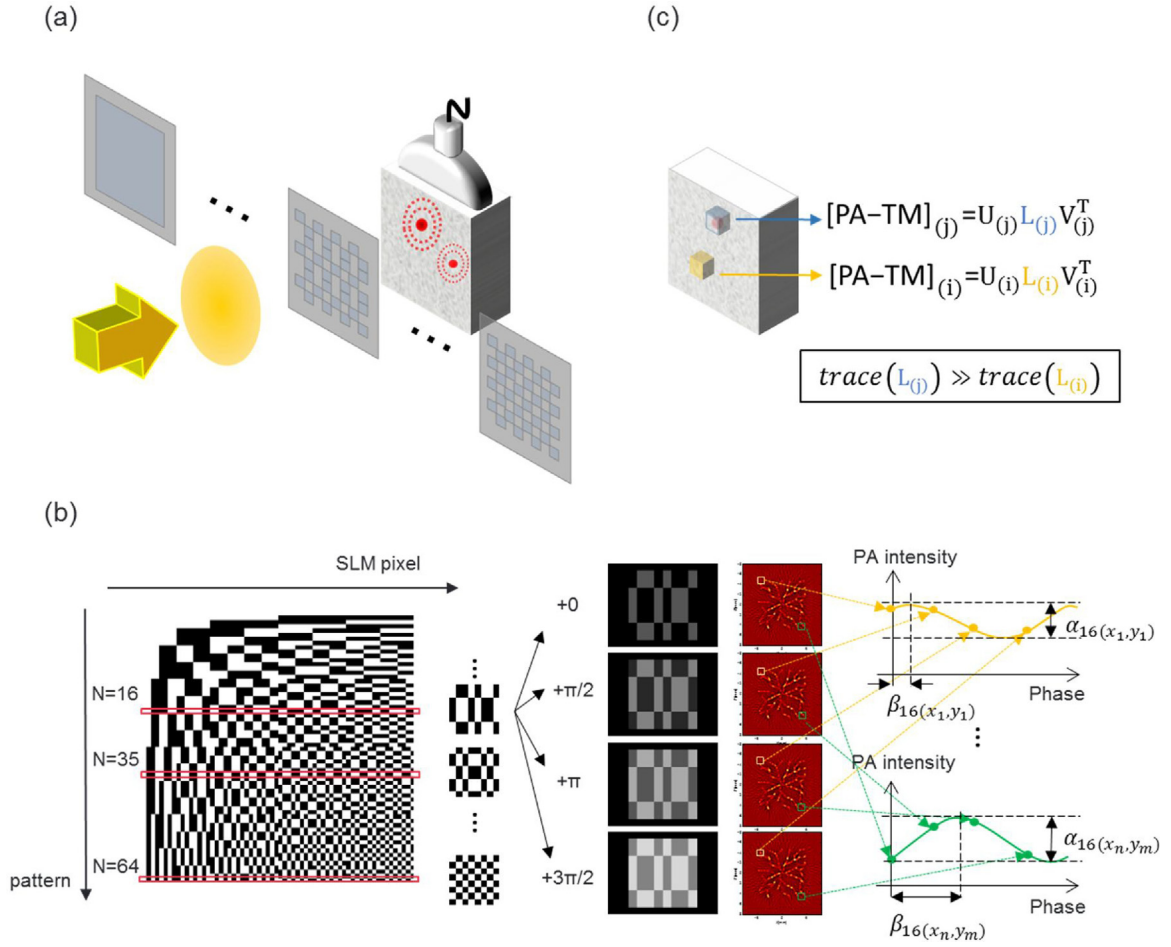 (a)
(c)
[PA−TM](j)=U(j)L(j)V^T(j)
[PA−TM](i)=U(i)L(i)V^T(i)
trace(L(j)) ≫ trace(L(i))
(b)
SLM pixel
N=16
N=35
N=64
pattern
+0
+π/2
+π
+3π/2
PA intensity
α16(x1,y1)
Phase
β16(x1,y1)
PA intensity
α16(xn,ym)
Phase
β16(xn,ym)